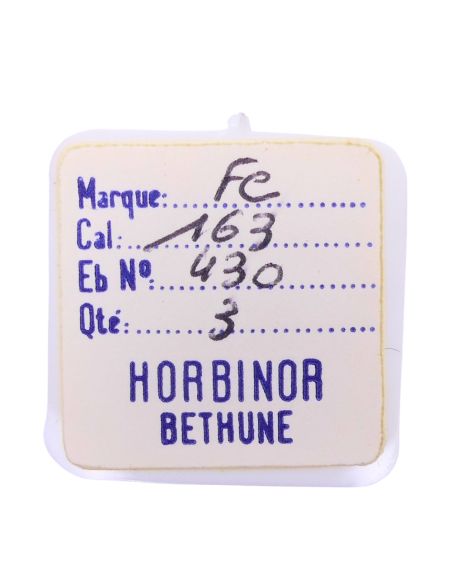 Marque: Fe
Cal: 163
Eb Nº: 430
Qté: 3
HORBINOR
BETHUNE